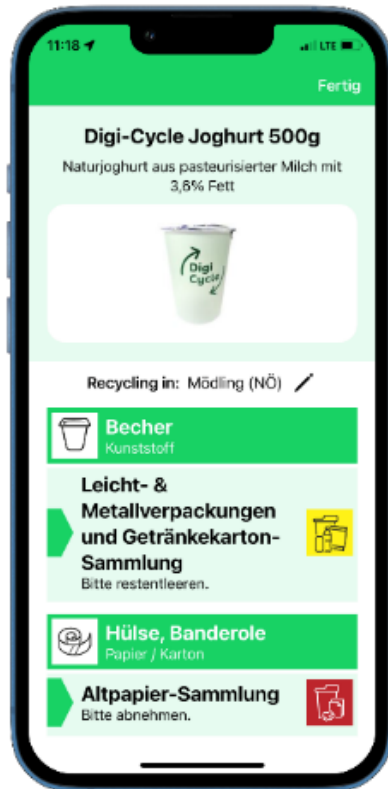 11:18
LTE
Fertig
Digi-Cycle Joghurt 500g
Naturjoghurt aus pasteurisierter Milch mit
3,6% Fett
Digi
Cycle
Recycling in: Mödling (NÖ)
Becher
Kunststoff
Leicht- &
Metallverpackungen
und Getränkekarton-
Sammlung
Bitte restentleeren.
Hülse, Banderole
Papier / Karton
Altpapier-Sammlung
Bitte abnehmen.